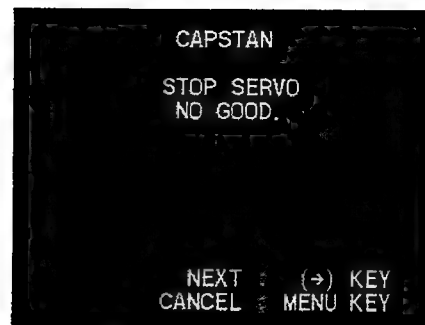 CAPSTAN
STOP SERVO
NO GOOD.
NEXT : (→) KEY
CANCEL : MENU KEY